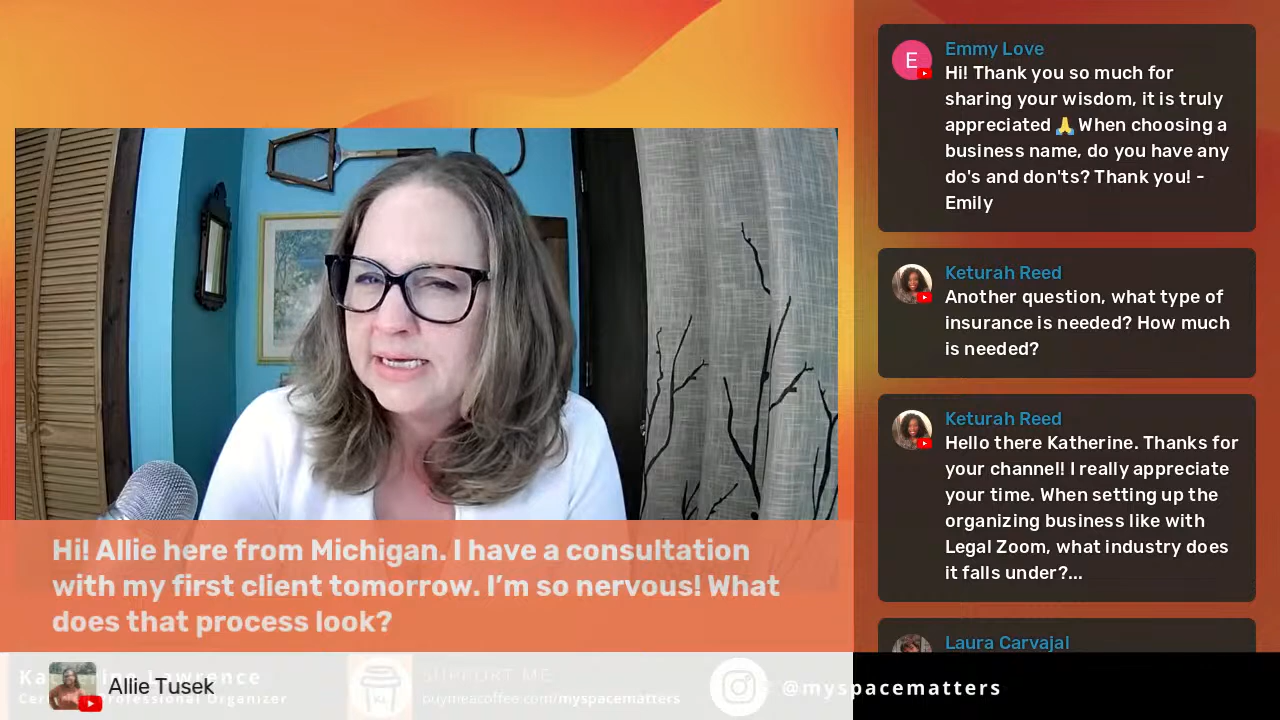 Hi! Allie here from Michigan. I have a consultation
with my first client tomorrow. I’m so nervous! What
does that process look?
Allie Tusek
Katherine Lawrence
Certified Professional Organizer
SUPPORT ME
buymeacoffee.com/myspacematters
@myspacematters
E
Emmy Love
Hi! Thank you so much for
sharing your wisdom, it is truly
appreciated 🙏 When choosing a
business name, do you have any
do's and don'ts? Thank you! -
Emily
Keturah Reed
Another question, what type of
insurance is needed? How much
is needed?
Keturah Reed
Hello there Katherine. Thanks for
your channel! I really appreciate
your time. When setting up the
organizing business like with
Legal Zoom, what industry does
it falls under?...
Laura Carvajal